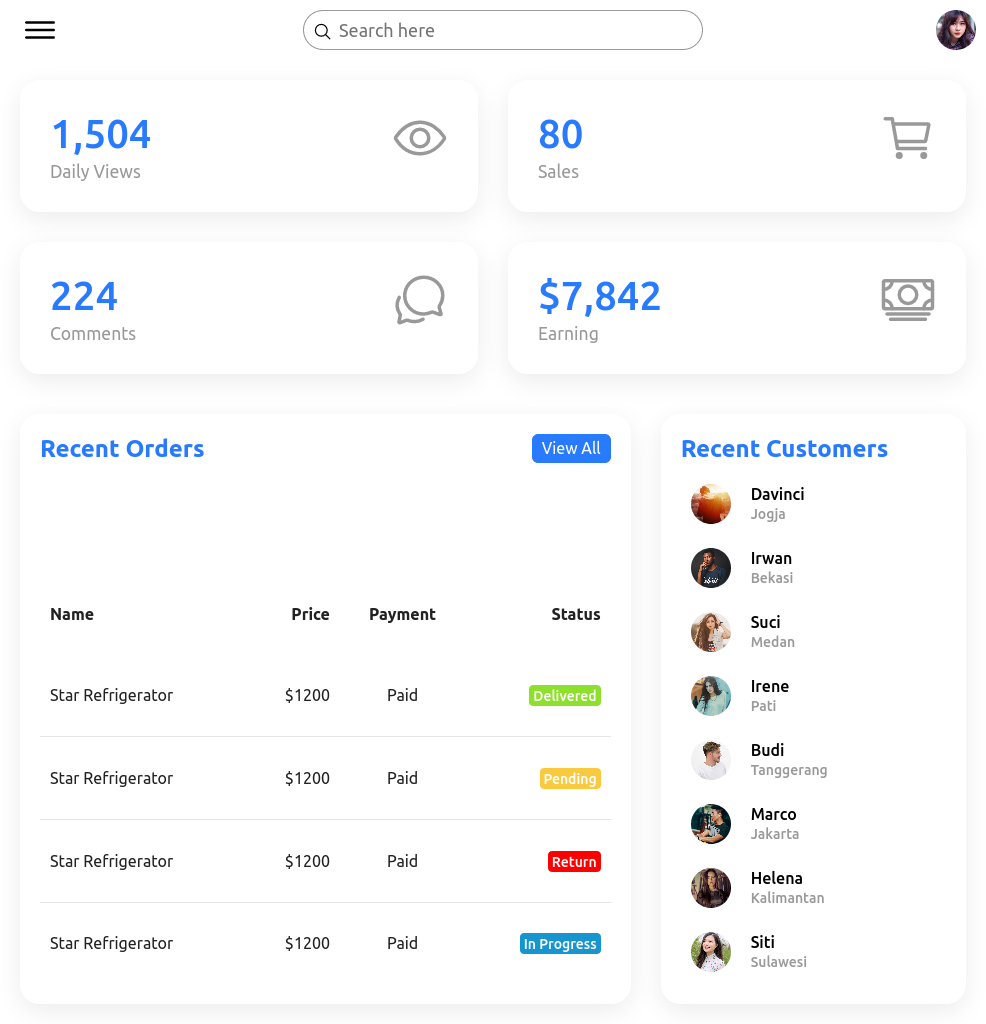 Search here
1,504
Daily Views
80
Sales
224
Comments
$7,842
Earning
Recent Orders
View All
Name Price Payment Status
Star Refrigerator $1200 Paid Delivered
Star Refrigerator $1200 Paid Pending
Star Refrigerator $1200 Paid Return
Star Refrigerator $1200 Paid In Progress
Recent Customers
Davinci
Jogja
Irwan
Bekasi
Suci
Medan
Irene
Pati
Budi
Tanggerang
Marco
Jakarta
Helena
Kalimantan
Siti
Sulawesi